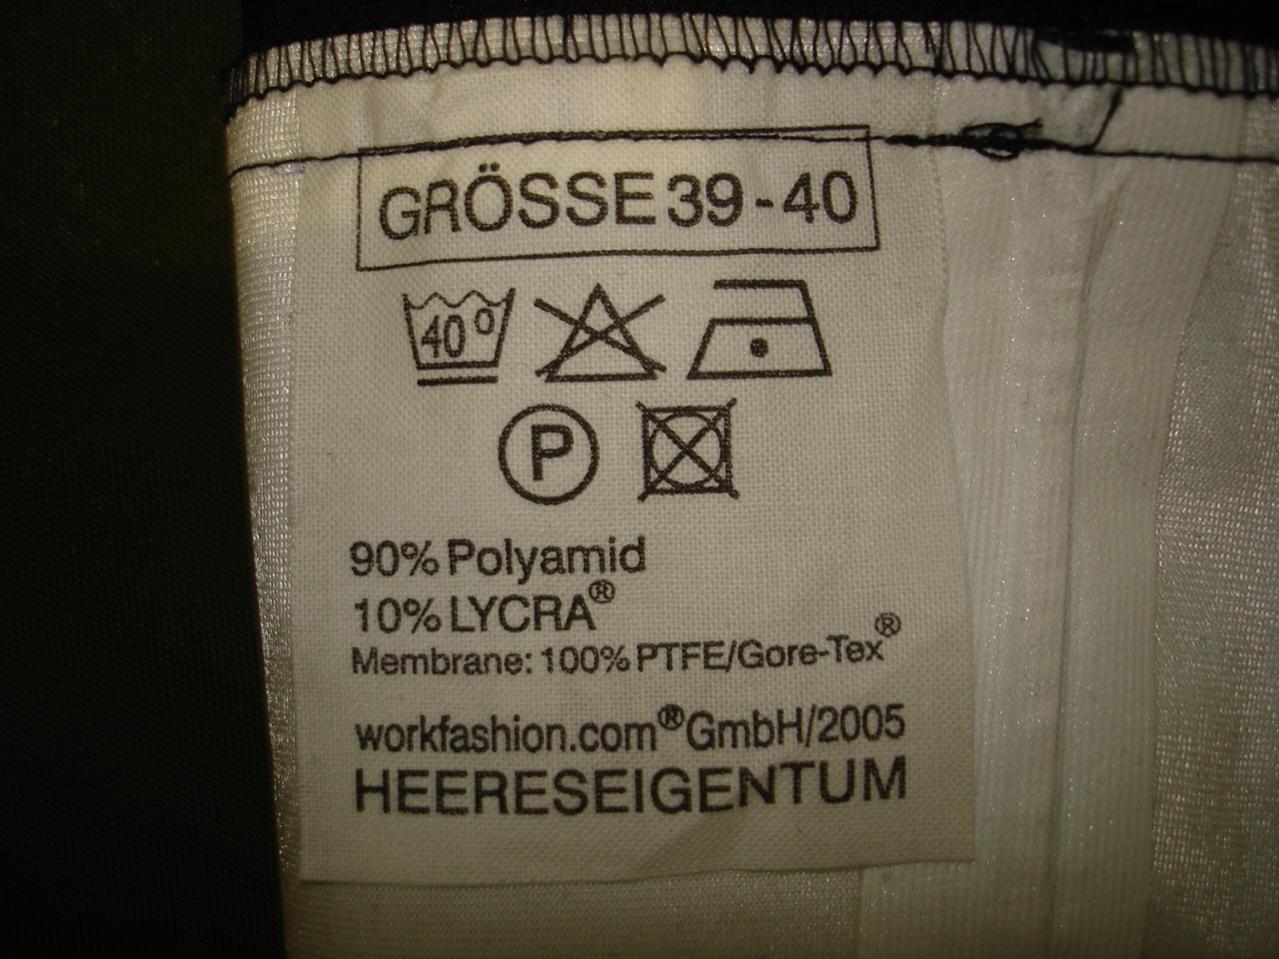 GRÖSSE 39-40
40°
P
90% Polyamid
10% LYCRA®
Membrane: 100% PTFE/Gore-Tex®
workfashion.com® GmbH/2005
HEERESEIGENTUM